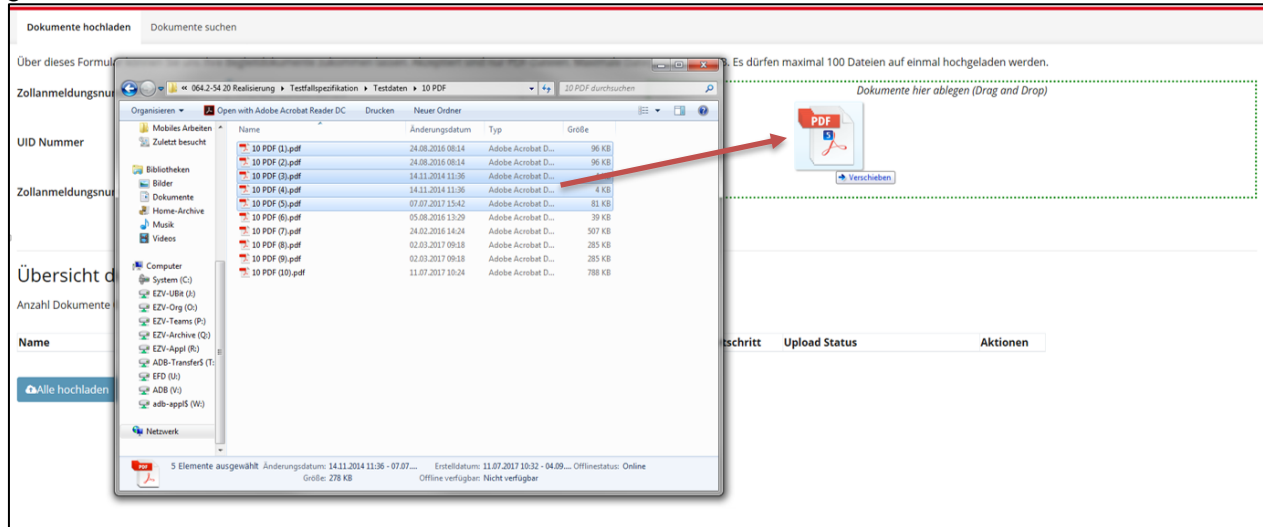 Dokumente hochladen Dokumente suchen
Über dieses Formul
. Es dürfen maximal 100 Dateien auf einmal hochgeladen werden.
Zollanmeldungsnu
Dokumente hier ablegen (Drag and Drop)
UID Nummer
Zollanmeldungsnu
PDF
5
Verschieben
« 064.2-54 20 Realisierung Testfallspezifikation Testdaten 10 PDF
10 PDF durchsuchen
Organisieren Open with Adobe Acrobat Reader DC Drucken Neuer Ordner
Mobiles Arbeiten
Zuletzt besucht
Bibliotheken
Bilder
Dokumente
Home-Archive
Musik
Videos
Computer
System (C:)
EZV-UBit (J:)
EZV-Org (O:)
EZV-Teams (P:)
EZV-Archive (Q:)
EZV-Appl (R:)
ADB-Transfer$ (T:
EFD (U:)
ADB (V:)
adb-appl$ (W:)
Netzwerk
Name Änderungsdatum Typ Größe
10 PDF (1).pdf 24.08.2016 08:14 Adobe Acrobat D... 96 KB
10 PDF (2).pdf 24.08.2016 08:14 Adobe Acrobat D... 96 KB
10 PDF (3).pdf 14.11.2014 11:36 Adobe Acrobat D...
10 PDF (4).pdf 14.11.2014 11:36 Adobe Acrobat D... 4 KB
10 PDF (5).pdf 07.07.2017 15:42 Adobe Acrobat D... 81 KB
10 PDF (6).pdf 05.08.2016 13:29 Adobe Acrobat D... 39 KB
10 PDF (7).pdf 24.02.2016 14:24 Adobe Acrobat D... 507 KB
10 PDF (8).pdf 02.03.2017 09:18 Adobe Acrobat D... 285 KB
10 PDF (9).pdf 02.03.2017 09:18 Adobe Acrobat D... 285 KB
10 PDF (10).pdf 11.07.2017 10:24 Adobe Acrobat D... 788 KB
PDF
5 Elemente ausgewählt Änderungsdatum: 14.11.2014 11:36 - 07.07.... Erstelldatum: 11.07.2017 10:32 - 04.09.... Offlinestatus: Online
Größe: 278 KB Offline verfügbar: Nicht verfügbar
Übersicht d
Anzahl Dokumente
Name tschritt Upload Status Aktionen
Alle hochladen